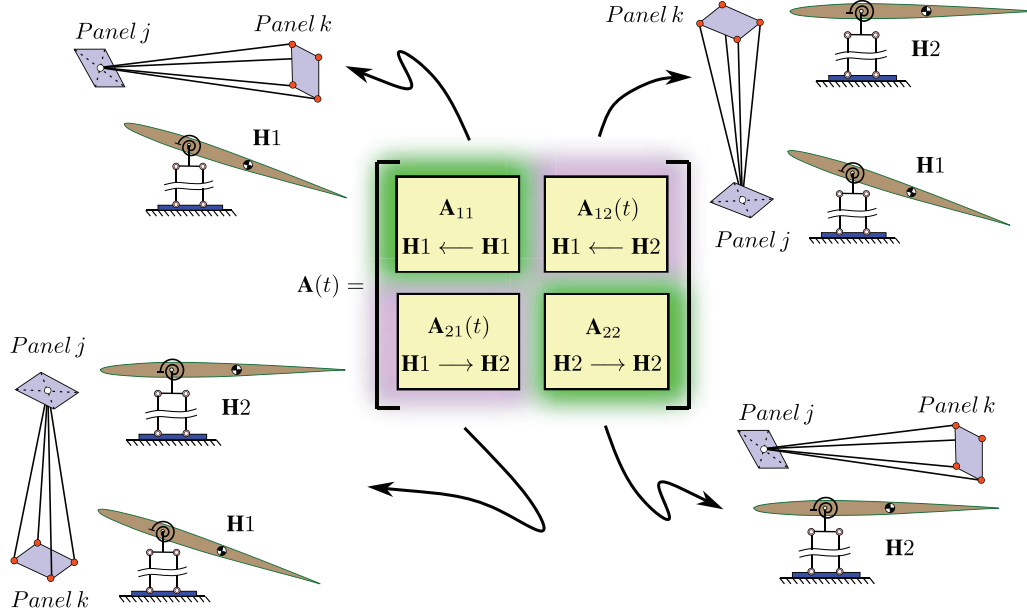 Panel j
Panel k
H1
Panel k
H2
H1
Panel j
A(t) =
A₁₁
H1 ⟵ H1
A₁₂(t)
H1 ⟵ H2
A₂₁(t)
H1 ⟶ H2
A₂₂
H2 ⟶ H2
Panel j
H2
H1
Panel k
Panel j
Panel k
H2